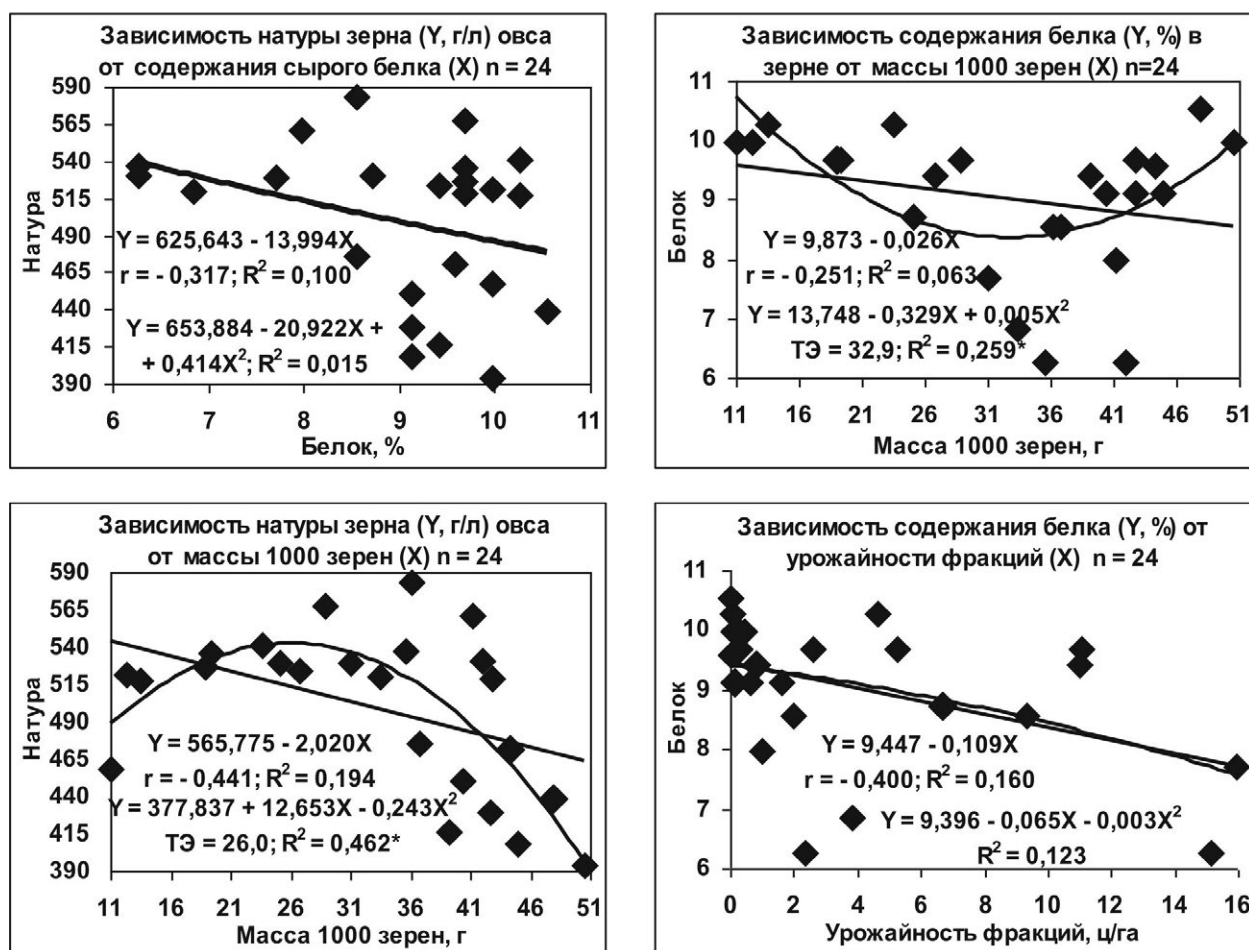 Зависимость натуры зерна (Y, г/л) овса
от содержания сырого белка (X) n = 24
590
565
540
515
490
465
440
415
390
Натура
Y = 625,643 - 13,994X
r = - 0,317; R² = 0,100
Y = 653,884 - 20,922X +
+ 0,414X²; R² = 0,015
6 7 8 9 10 11
Белок, %
Зависимость содержания белка (Y, %) в
зерне от массы 1000 зерен (X) n=24
11
10
9
8
7
6
Белок
Y = 9,873 - 0,026X
r = - 0,251; R² = 0,063
Y = 13,748 - 0,329X + 0,005X²
ТЭ = 32,9; R² = 0,259*
11 16 21 26 31 36 41 46 51
Масса 1000 зерен, г
Зависимость натуры зерна (Y, г/л) овса
от массы 1000 зерен (X) n = 24
590
565
540
515
490
465
440
415
390
Натура
Y = 565,775 - 2,020X
r = - 0,441; R² = 0,194
Y = 377,837 + 12,653X - 0,243X²
ТЭ = 26,0; R² = 0,462*
11 16 21 26 31 36 41 46 51
Масса 1000 зерен, г
Зависимость содержания белка (Y, %) от
урожайности фракций (X) n = 24
11
10
9
8
7
6
Белок
Y = 9,447 - 0,109X
r = - 0,400; R² = 0,160
Y = 9,396 - 0,065X - 0,003X²
R² = 0,123
0 2 4 6 8 10 12 14 16
Урожайность фракций, ц/га